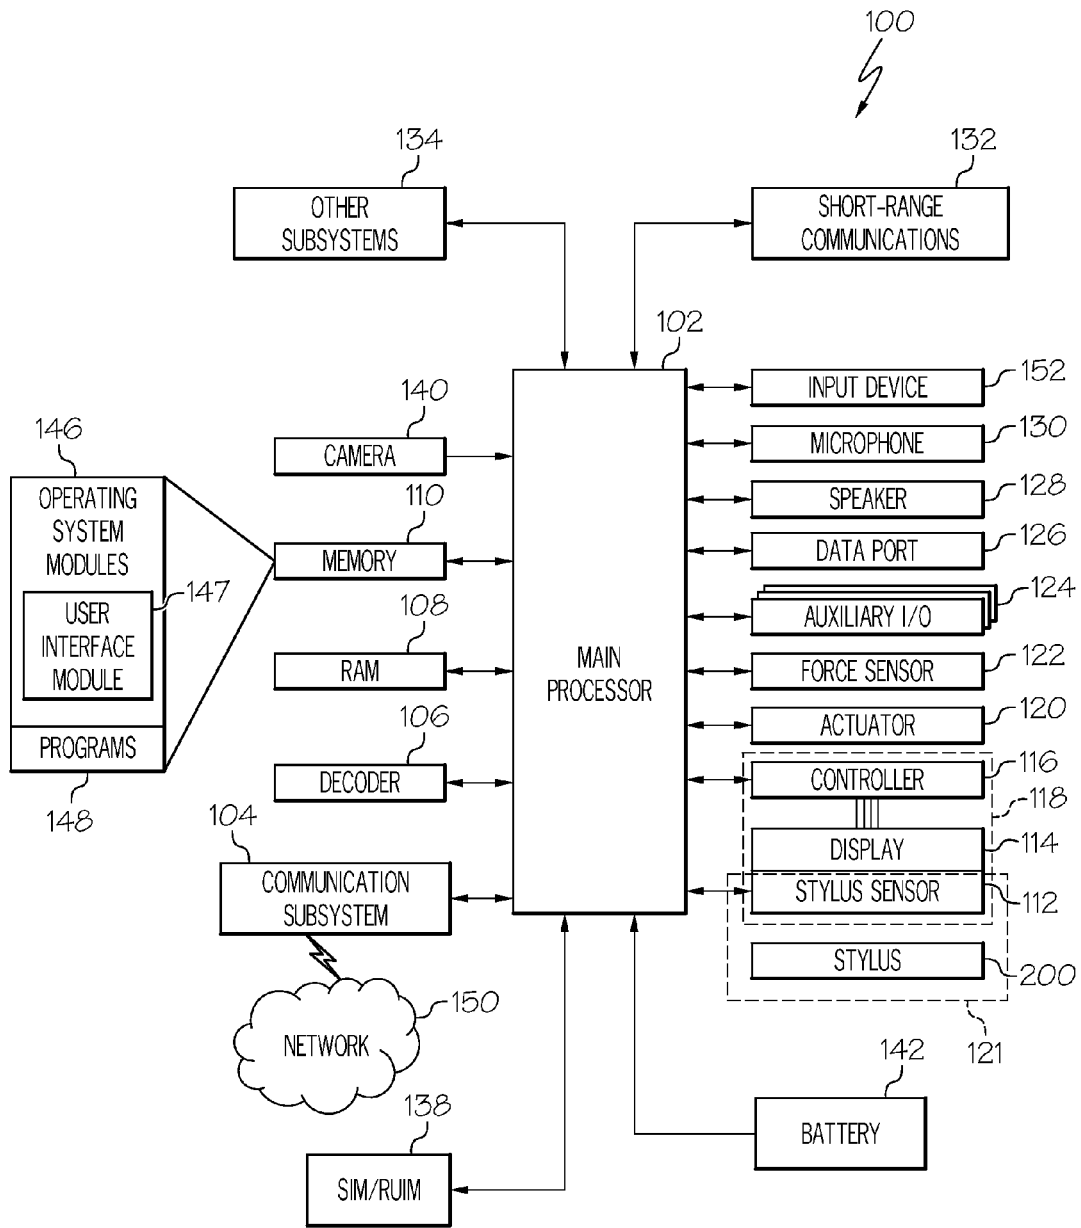 100
134
132
OTHER
SUBSYSTEMS
SHORT-RANGE
COMMUNICATIONS
102
152
INPUT DEVICE
140
CAMERA
130
MICROPHONE
146
OPERATING
SYSTEM
MODULES
128
SPEAKER
110
MEMORY
126
DATA PORT
147
USER
INTERFACE
MODULE
124
AUXILIARY I/O
108
RAM
MAIN
PROCESSOR
122
FORCE SENSOR
120
ACTUATOR
PROGRAMS
148
106
DECODER
116
CONTROLLER
118
114
DISPLAY
104
COMMUNICATION
SUBSYSTEM
STYLUS SENSOR
112
STYLUS
200
150
NETWORK
121
142
BATTERY
138
SIM/RUIM